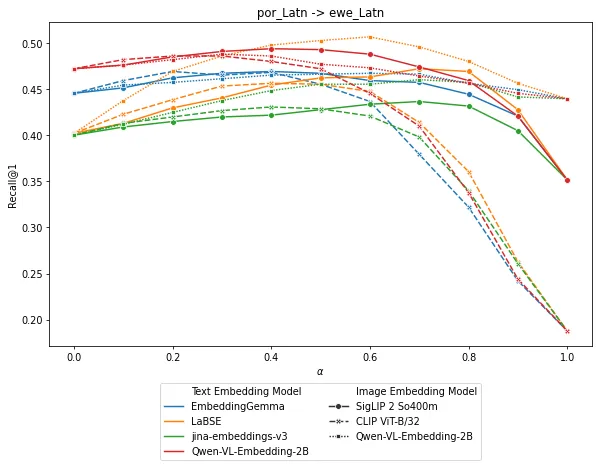 por_Latn -> ewe_Latn
0.50
0.45
0.40
0.35
0.30
0.25
0.20
Recall@1
0.0 0.2 0.4 0.6 0.8 1.0
α
Text Embedding Model
EmbeddingGemma
LaBSE
jina-embeddings-v3
Qwen-VL-Embedding-2B
Image Embedding Model
SigLIP 2 So400m
CLIP ViT-B/32
Qwen-VL-Embedding-2B